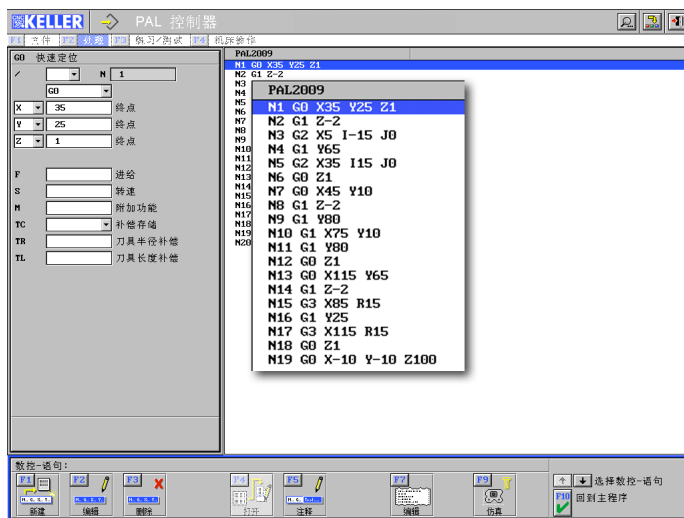 KELLER PAL 控制器
F1 文件 F2 处理 F3 练习/测试 F4 机床操作
G0 快速定位
/ N 1
G0
X 35 终点
Y 25 终点
Z 1 终点
F 进给
S 转速
M 附加功能
TC 补偿存储
TR 刀具半径补偿
TL 刀具长度补偿
PAL2009
N1 G0 X35 Y25 Z1
N2 G1 Z-2
N3
N4
N5
N6
N7
N8
N9
N10
N11
N12
N13
N14
N15
N16
N17
N18
N19
N20
PAL2009
N1 G0 X35 Y25 Z1
N2 G1 Z-2
N3 G2 X5 I-15 J0
N4 G1 Y65
N5 G2 X35 I15 J0
N6 G0 Z1
N7 G0 X45 Y10
N8 G1 Z-2
N9 G1 Y80
N10 G1 X75 Y10
N11 G1 Y80
N12 G0 Z1
N13 G0 X115 Y65
N14 G1 Z-2
N15 G3 X85 R15
N16 G1 Y25
N17 G3 X115 R15
N18 G0 Z1
N19 G0 X-10 Y-10 Z100
数控-语句:
F1 新建
F2 编辑
F3 删除
F4 打开
F5 注释
F7 编辑
F9 仿真
选择数控-语句
F10 回到主程序